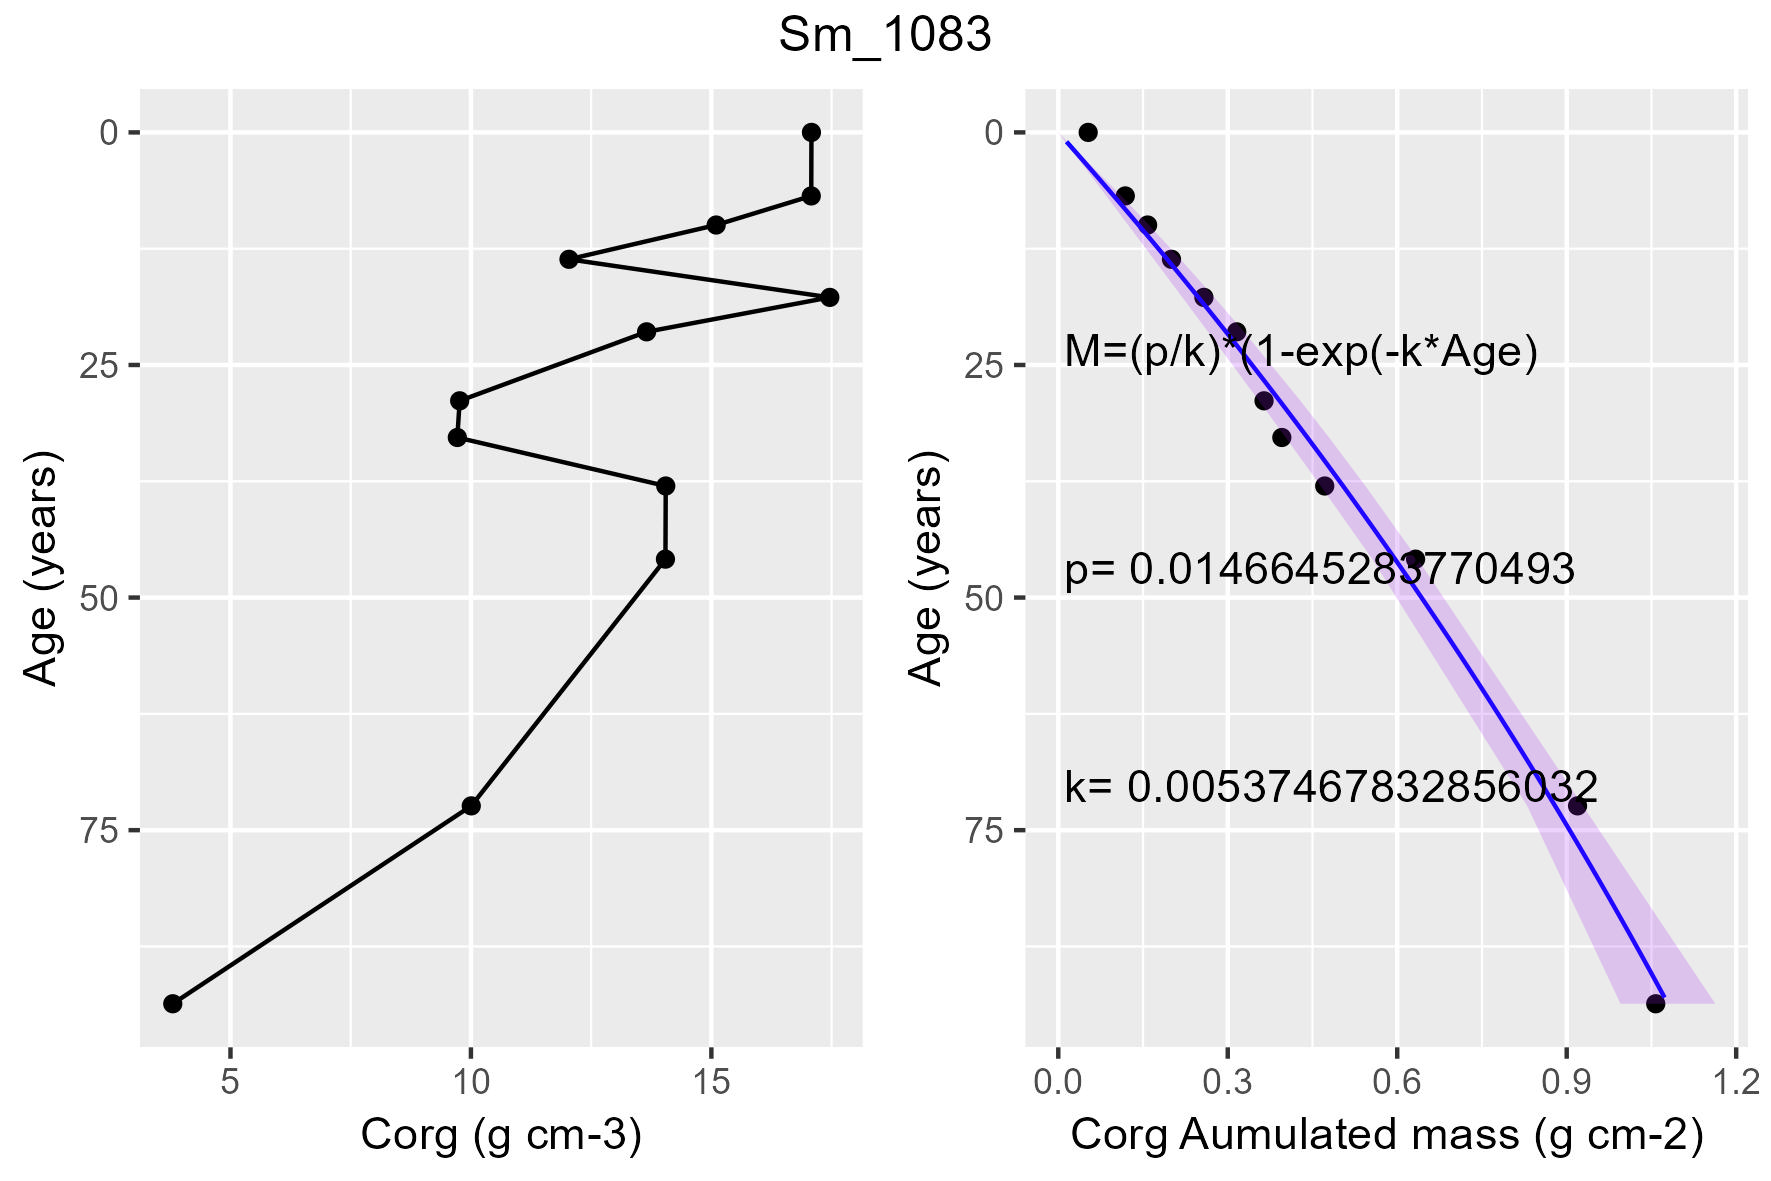 Sm_1083
0
25
50
75
Age (years)
5 10 15
Corg (g cm-3)
0
25
50
75
Age (years)
M=(p/k)*(1-exp(-k*Age)
p= 0.0146645283770493
k= 0.00537467832856032
0.0 0.3 0.6 0.9 1.2
Corg Aumulated mass (g cm-2)